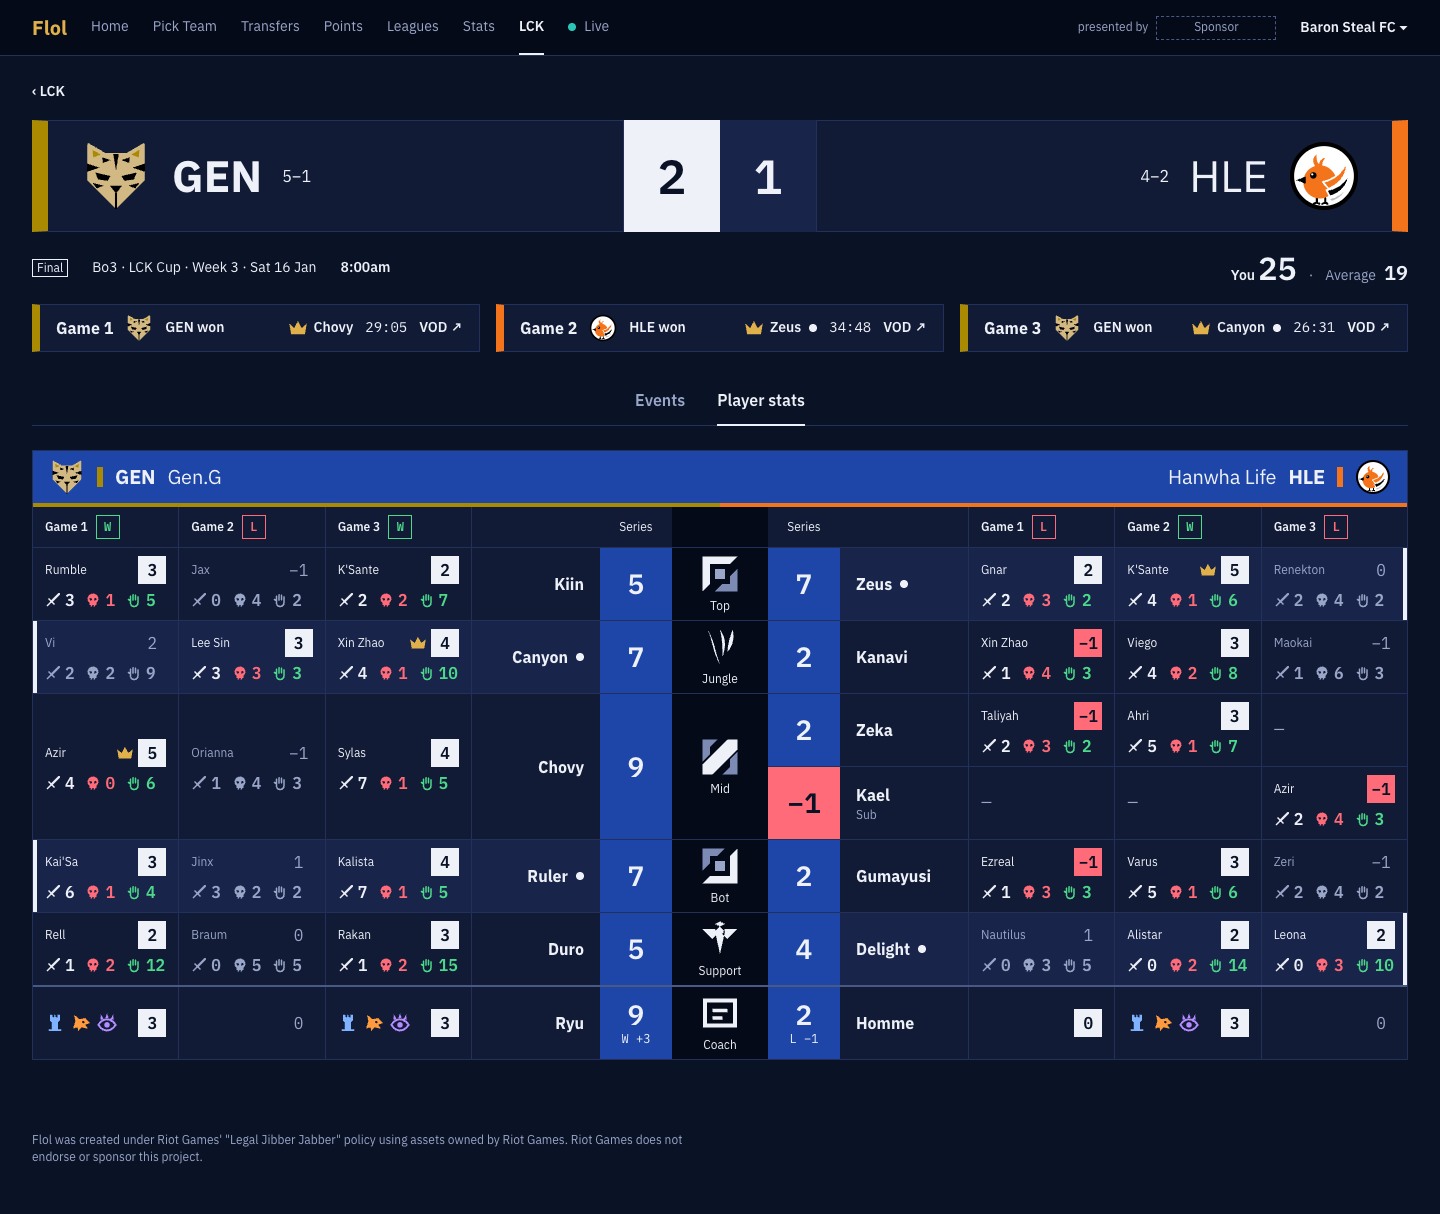 Flol Home Pick Team Transfers Points Leagues Stats LCK Live presented by Sponsor Baron Steal FC
‹ LCK
GEN 5–1 2 1 4–2 HLE
Final Bo3 · LCK Cup · Week 3 · Sat 16 Jan 8:00am You 25 · Average 19
Game 1 GEN won Chovy 29:05 VOD ↗ Game 2 HLE won Zeus 34:48 VOD ↗ Game 3 GEN won Canyon 26:31 VOD ↗
Events Player stats
GEN Gen.G Hanwha Life HLE
Game 1 W Game 2 L Game 3 W Series Series Game 1 L Game 2 W Game 3 L
Rumble 3 Jax −1 K'Sante 2 Kiin 5 7 Zeus Gnar 2 K'Sante 5 Renekton 0
3 1 5 0 4 2 2 2 7 Top 2 3 2 4 1 6 2 4 2
Vi 2 Lee Sin 3 Xin Zhao 4 Canyon 7 2 Kanavi Xin Zhao −1 Viego 3 Maokai −1
2 2 9 3 3 3 4 1 10 Jungle 1 4 3 4 2 8 1 6 3
Taliyah −1 Ahri 3 –
2 Zeka
2 3 2 5 1 7
Azir 5 Orianna −1 Sylas 4 Chovy 9
4 0 6 1 4 3 7 1 5 Mid
−1 Kael – – Azir −1
Sub 2 4 3
Kai'Sa 3 Jinx 1 Kalista 4 Ruler 7 2 Gumayusi Ezreal −1 Varus 3 Zeri −1
6 1 4 3 2 2 7 1 5 Bot 1 3 3 5 1 6 2 4 2
Rell 2 Braum 0 Rakan 3 Duro 5 4 Delight Nautilus 1 Alistar 2 Leona 2
1 2 12 0 5 5 1 2 15 Support 0 3 5 0 2 14 0 3 10
3 0 3 Ryu 9 2 Homme 0 3 0
W +3 Coach L −1
Flol was created under Riot Games' "Legal Jibber Jabber" policy using assets owned by Riot Games. Riot Games does not
endorse or sponsor this project.